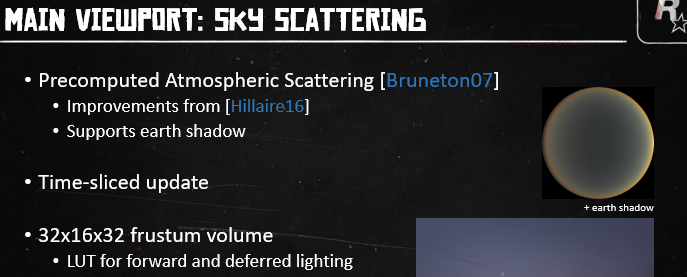 MAIN VIEWPORT: SKY SCATTERING
R
• Precomputed Atmospheric Scattering [Bruneton07]
• Improvements from [Hillaire16]
• Supports earth shadow
+ earth shadow
• Time-sliced update
• 32x16x32 frustum volume
• LUT for forward and deferred lighting